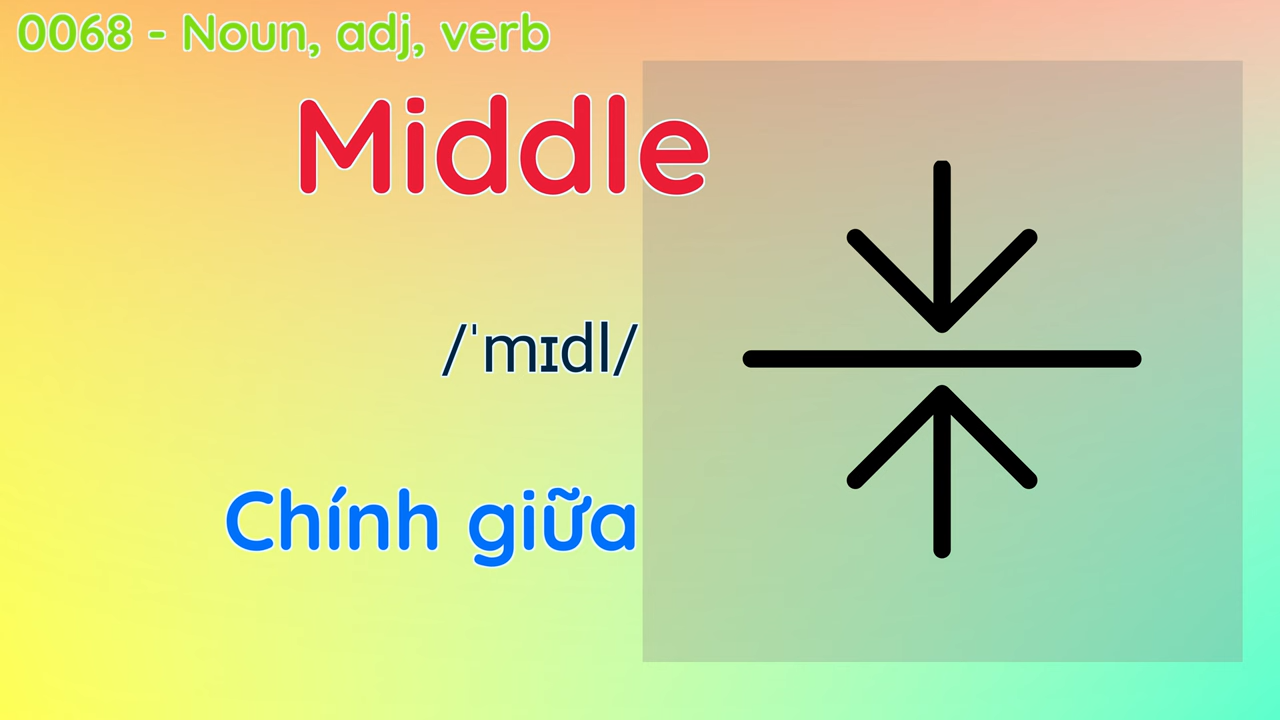 0068 - Noun, adj, verb
Middle
/ˈmɪdl/
Chính giữa